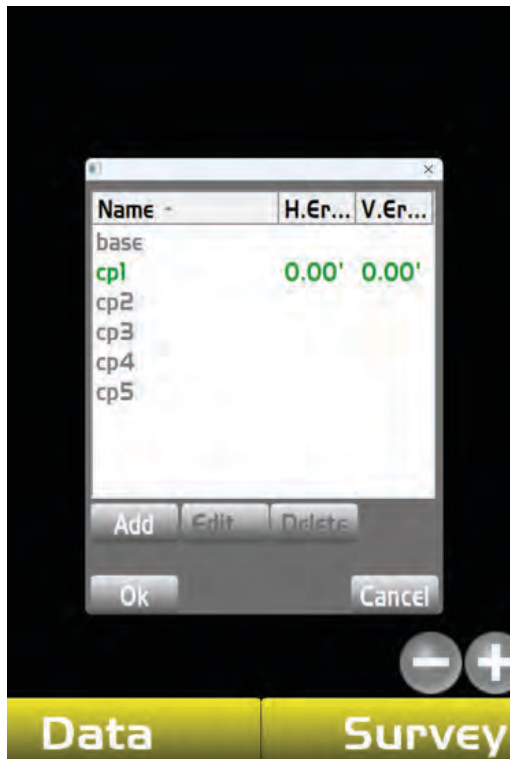 Name H.Er... V.Er...
base
cp1 0.00' 0.00'
cp2
cp3
cp4
cp5
Add Edit Delete
Ok Cancel
Data Survey